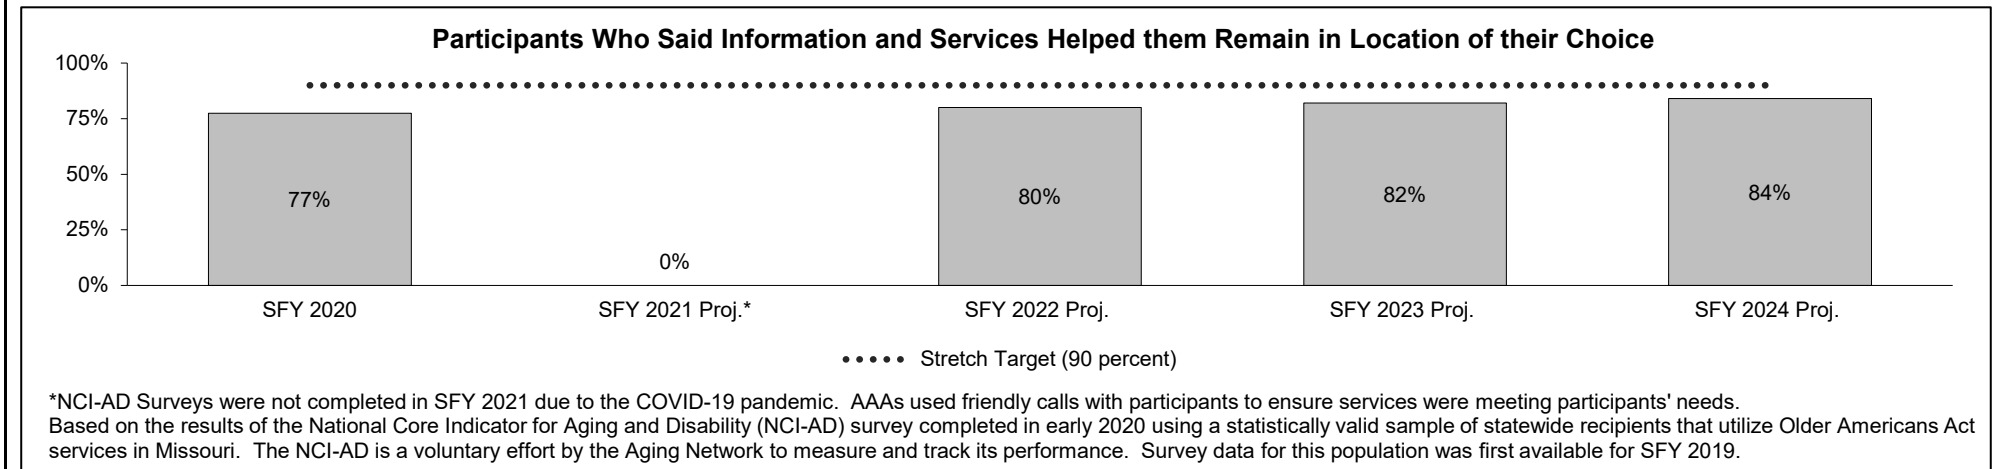 Participants Who Said Information and Services Helped them Remain in Location of their Choice
100%
75%
50%
25%
0%
77%
0%
80%
82%
84%
SFY 2020
SFY 2021 Proj.*
SFY 2022 Proj.
SFY 2023 Proj.
SFY 2024 Proj.
Stretch Target (90 percent)
*NCI-AD Surveys were not completed in SFY 2021 due to the COVID-19 pandemic.  AAAs used friendly calls with participants to ensure services were meeting participants' needs.
Based on the results of the National Core Indicator for Aging and Disability (NCI-AD) survey completed in early 2020 using a statistically valid sample of statewide recipients that utilize Older Americans Act
services in Missouri.  The NCI-AD is a voluntary effort by the Aging Network to measure and track its performance.  Survey data for this population was first available for SFY 2019.